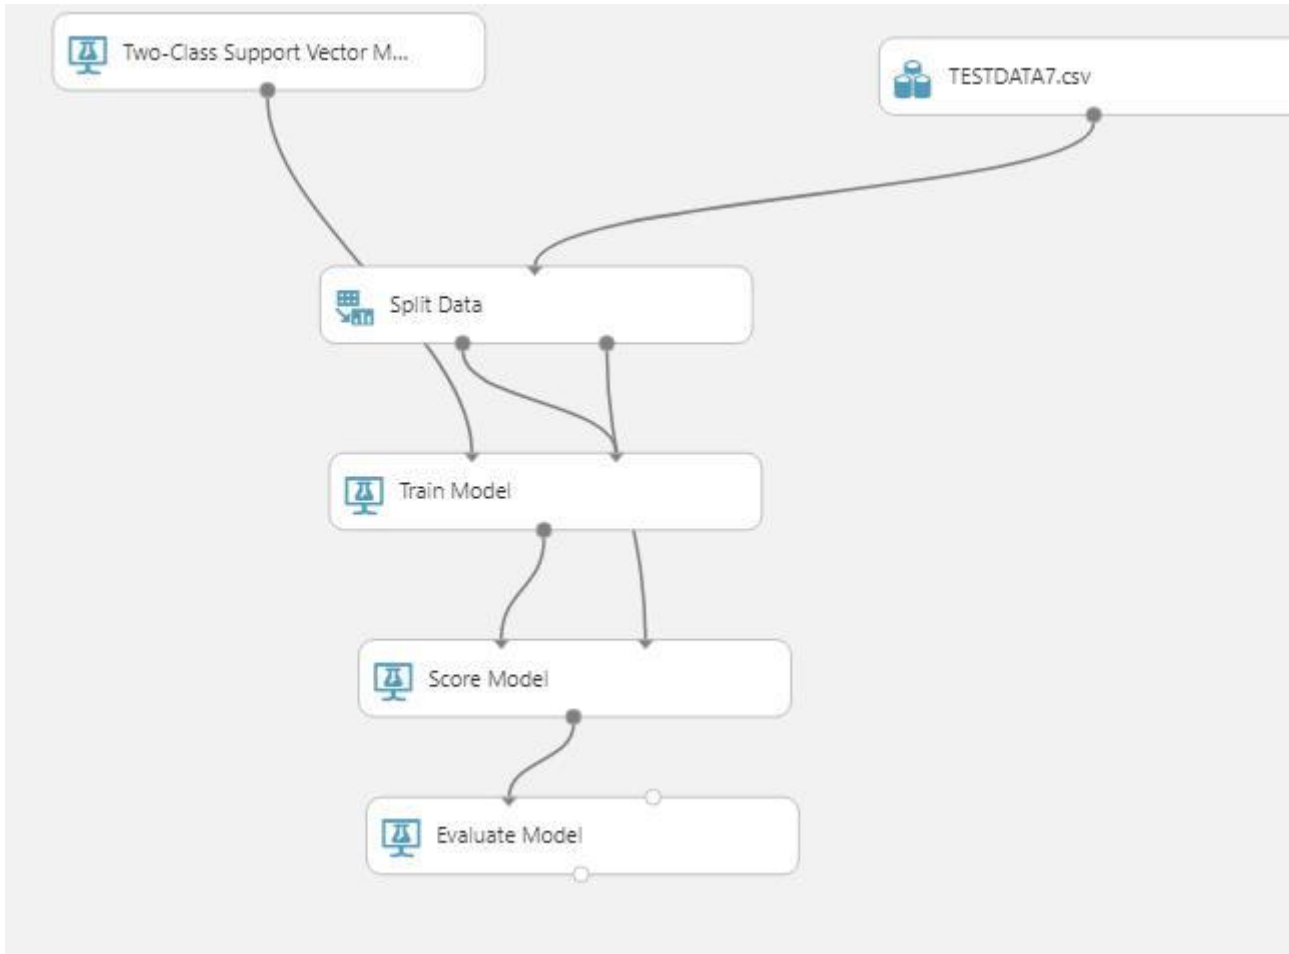 Two-Class Support Vector M...
TESTDATA7.csv
Split Data
Train Model
Score Model
Evaluate Model